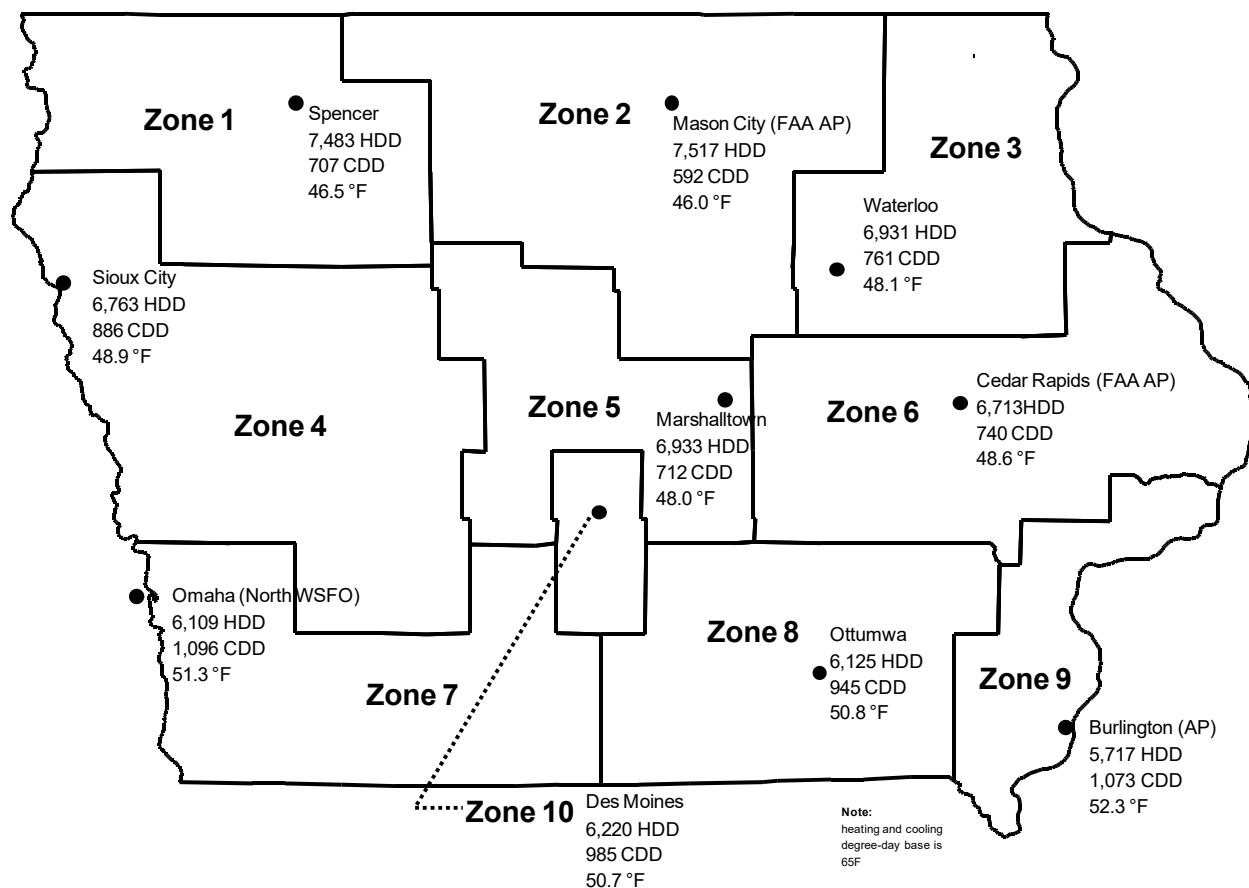 Zone 1
Spencer
7,483 HDD
707 CDD
46.5 °F
Zone 2
Mason City (FAA AP)
7,517 HDD
592 CDD
46.0 °F
Zone 3
Waterloo
6,931 HDD
761 CDD
48.1 °F
Sioux City
6,763 HDD
886 CDD
48.9 °F
Zone 4
Zone 5
Marshalltown
6,933 HDD
712 CDD
48.0 °F
Zone 6
Cedar Rapids (FAA AP)
6,713HDD
740 CDD
48.6 °F
Omaha (North WSFO)
6,109 HDD
1,096 CDD
51.3 °F
Zone 7
Zone 8
Ottumwa
6,125 HDD
945 CDD
50.8 °F
Zone 9
Burlington (AP)
5,717 HDD
1,073 CDD
52.3 °F
Zone 10
Des Moines
6,220 HDD
985 CDD
50.7 °F
Note:
heating and cooling
degree-day base is
65F